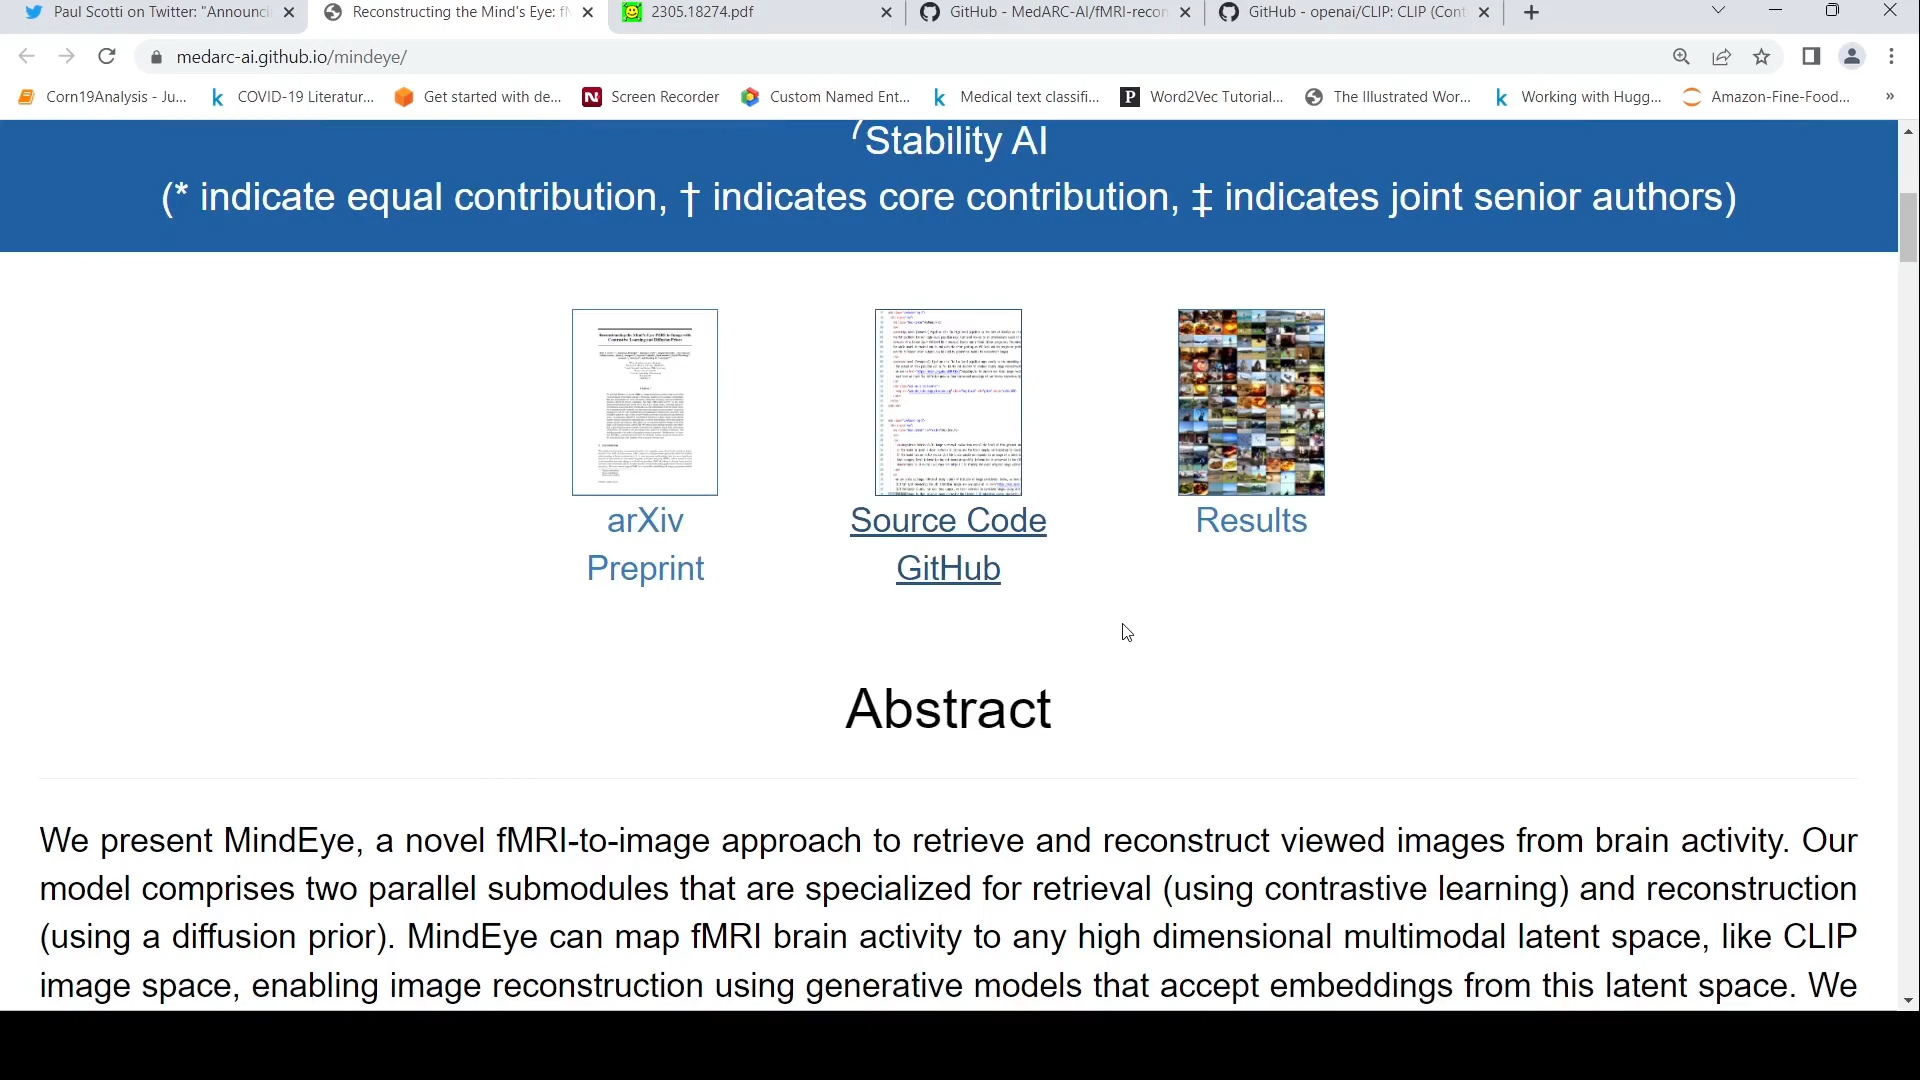 Paul Scotti on Twitter: "Announci
Reconstructing the Mind's Eye: fM
2305.18274.pdf
GitHub - MedARC-AI/fMRI-recon
GitHub - openai/CLIP: CLIP (Cont
medarc-ai.github.io/mindeye/
Corn19Analysis - Ju...
COVID-19 Literatur...
Get started with de...
Screen Recorder
Custom Named Ent...
Medical text classifi...
Word2Vec Tutorial...
The Illustrated Wor...
Working with Hugg...
Amazon-Fine-Food...
»
7Stability AI
(* indicate equal contribution, † indicates core contribution, ‡ indicates joint senior authors)
arXiv
Preprint
Source Code
GitHub
Results
Abstract
We present MindEye, a novel fMRI-to-image approach to retrieve and reconstruct viewed images from brain activity. Our
model comprises two parallel submodules that are specialized for retrieval (using contrastive learning) and reconstruction
(using a diffusion prior). MindEye can map fMRI brain activity to any high dimensional multimodal latent space, like CLIP
image space, enabling image reconstruction using generative models that accept embeddings from this latent space. We